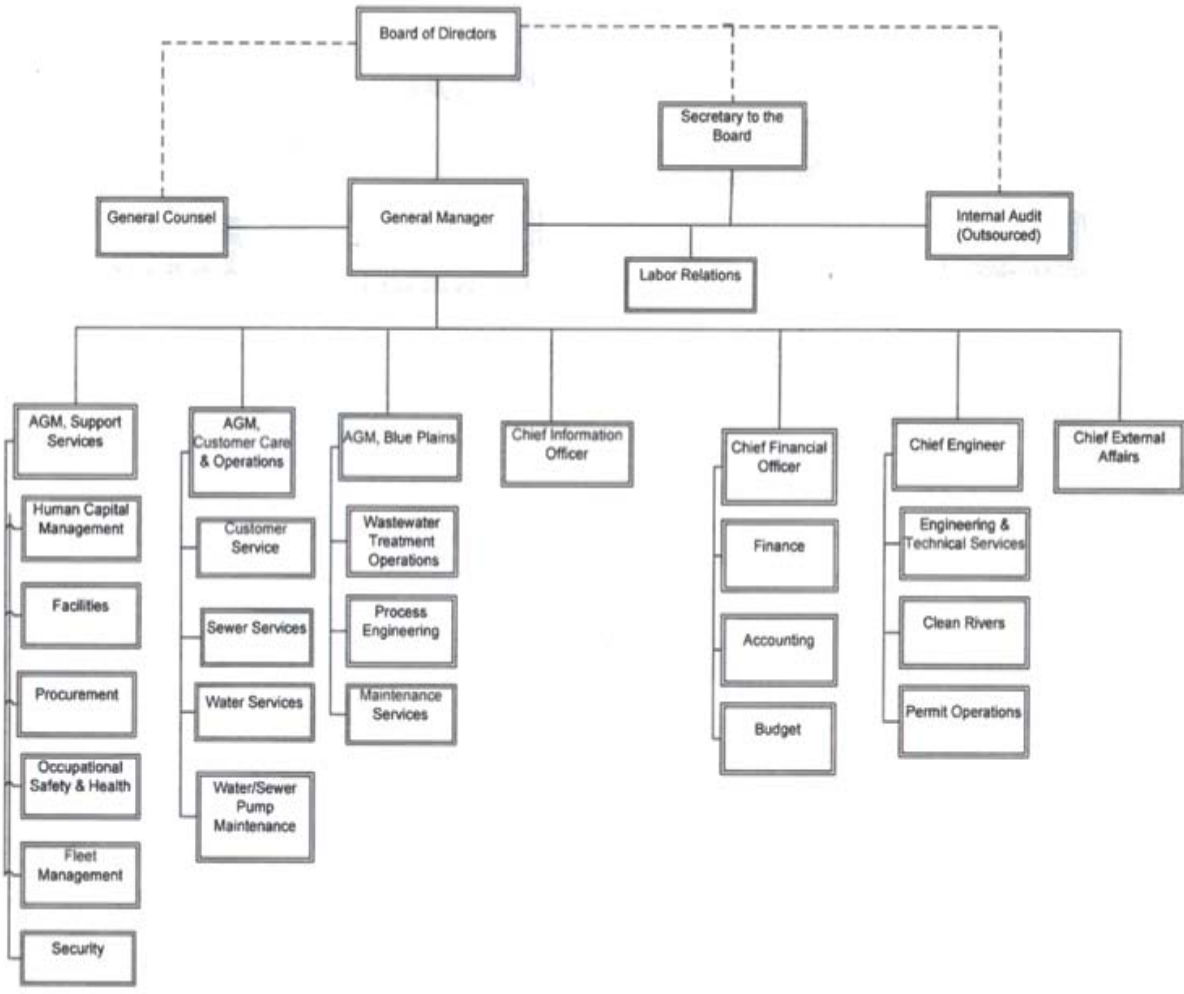 Board of Directors
Secretary to the
Board
General Counsel
General Manager
Internal Audit
(Outsourced)
Labor Relations
AGM, Support
Services
Human Capital
Management
Facilities
Procurement
Occupational
Safety & Health
Fleet
Management
Security
AGM,
Customer Care
& Operations
Customer
Service
Sewer Services
Water Services
Water/Sewer
Pump
Maintenance
AGM, Blue Plains
Wastewater
Treatment
Operations
Process
Engineering
Maintenance
Services
Chief Information
Officer
Chief Financial
Officer
Finance
Accounting
Budget
Chief Engineer
Engineering &
Technical Services
Clean Rivers
Permit Operations
Chief External
Affairs